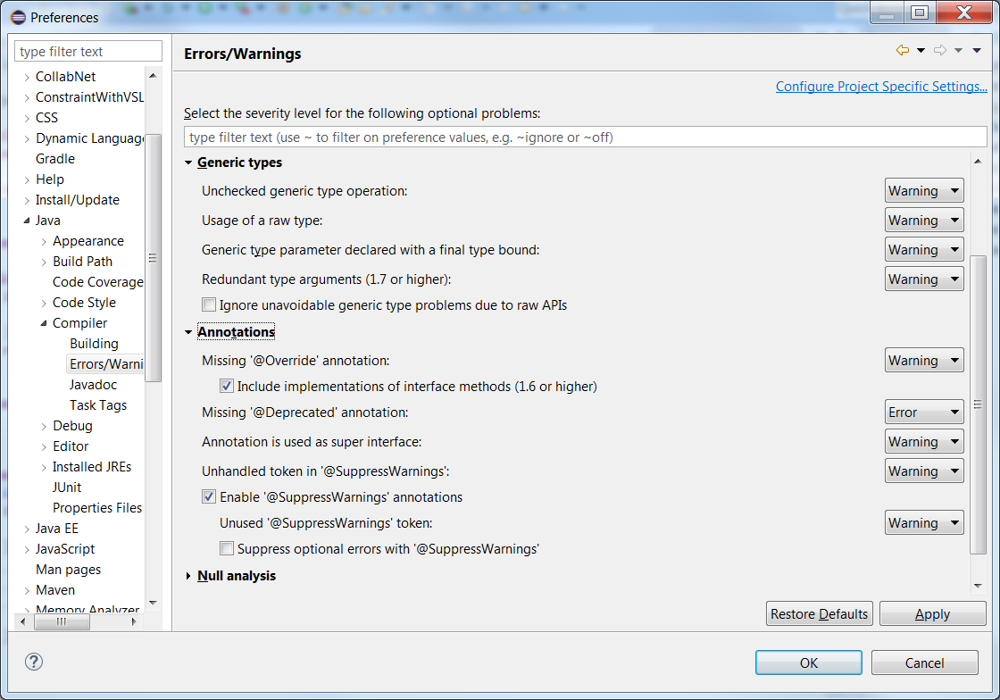 Preferences
type filter text
CollabNet
ConstraintWithVSL
CSS
Dynamic Languag
Gradle
Help
Install/Update
Java
Appearance
Build Path
Code Coverage
Code Style
Compiler
Building
Errors/Warni
Javadoc
Task Tags
Debug
Editor
Installed JREs
JUnit
Properties Files
Java EE
JavaScript
Man pages
Maven
Memory Analyzer
Errors/Warnings
Configure Project Specific Settings...
Select the severity level for the following optional problems:
type filter text (use ~ to filter on preference values, e.g. ~ignore or ~off)
Generic types
Unchecked generic type operation: Warning
Usage of a raw type: Warning
Generic type parameter declared with a final type bound: Warning
Redundant type arguments (1.7 or higher): Warning
Ignore unavoidable generic type problems due to raw APIs
Annotations
Missing '@Override' annotation: Warning
Include implementations of interface methods (1.6 or higher)
Missing '@Deprecated' annotation: Error
Annotation is used as super interface: Warning
Unhandled token in '@SuppressWarnings': Warning
Enable '@SuppressWarnings' annotations
Unused '@SuppressWarnings' token: Warning
Suppress optional errors with '@SuppressWarnings'
Null analysis
Restore Defaults Apply
OK Cancel